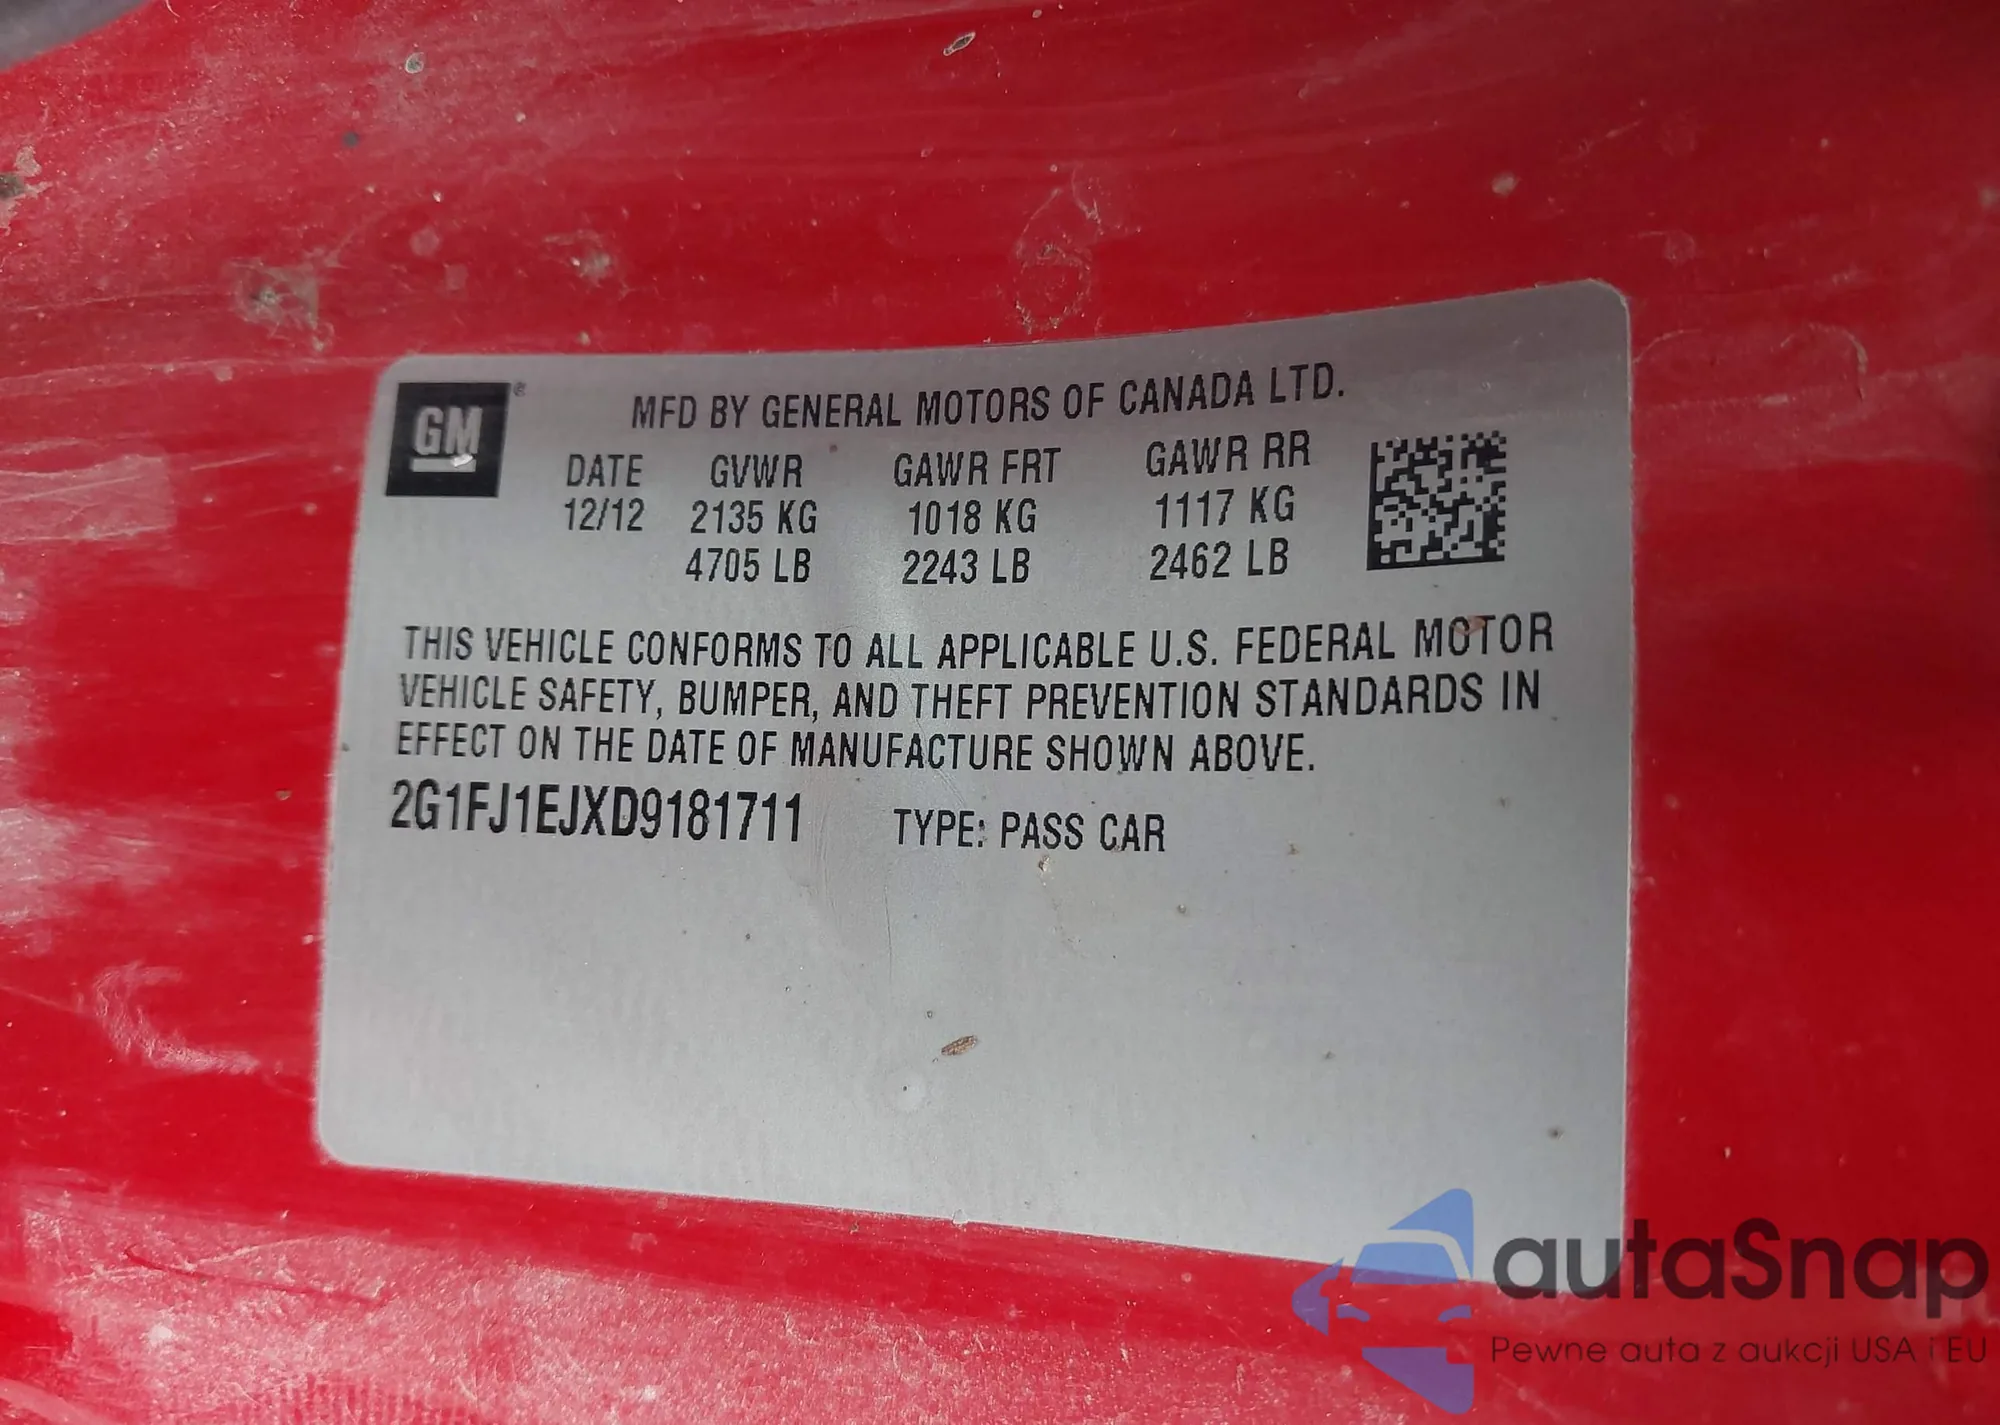 GM ®
MFD BY GENERAL MOTORS OF CANADA LTD.
DATE GVWR GAWR FRT GAWR RR
12/12 2135 KG 1018 KG 1117 KG
4705 LB 2243 LB 2462 LB
THIS VEHICLE CONFORMS TO ALL APPLICABLE U.S. FEDERAL MOTOR
VEHICLE SAFETY, BUMPER, AND THEFT PREVENTION STANDARDS IN
EFFECT ON THE DATE OF MANUFACTURE SHOWN ABOVE.
2G1FJ1EJXD9181711 TYPE: PASS CAR
autaSnap
Pewne auta z aukcji USA i EU